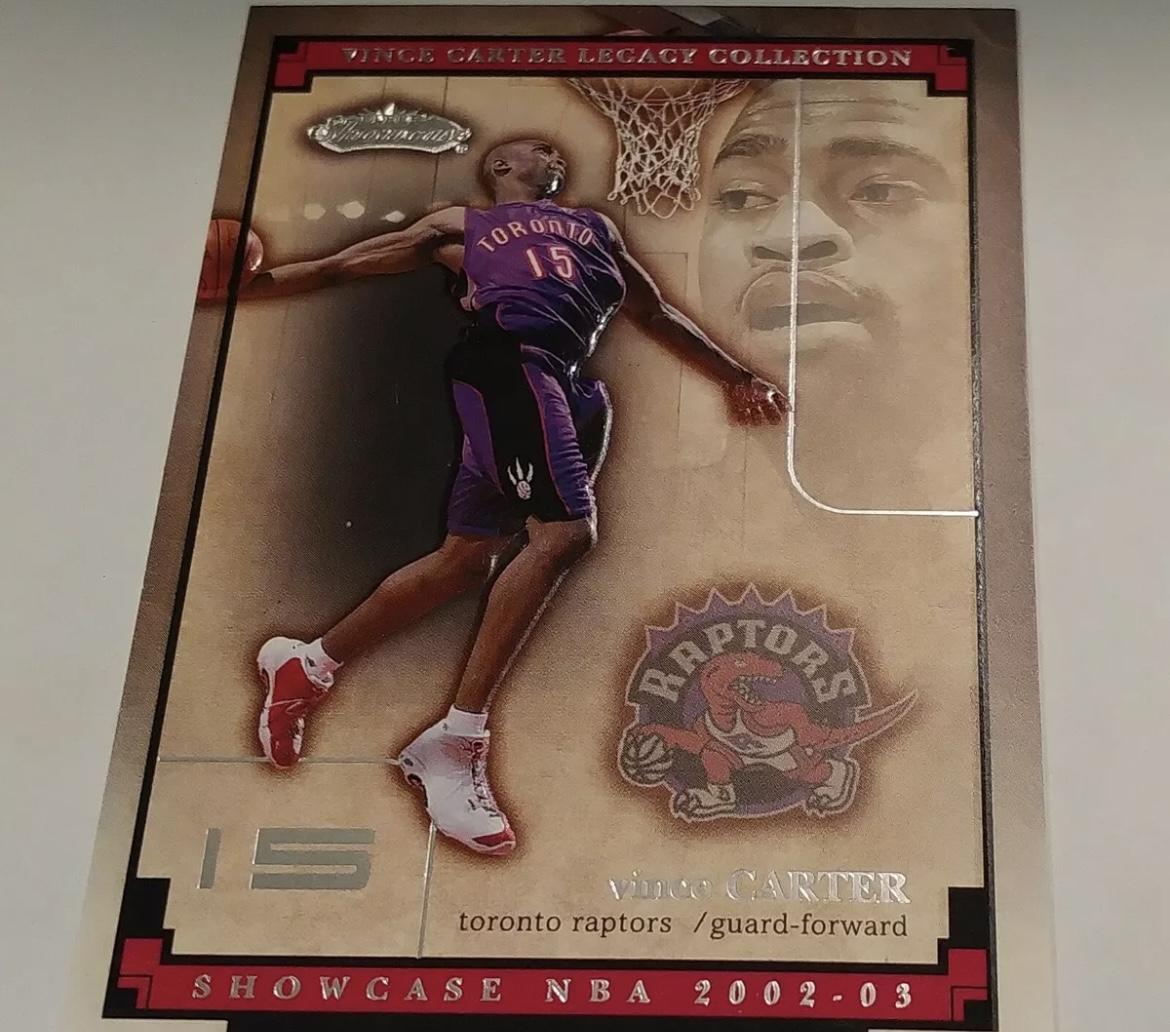 VINCE CARTER LEGACY COLLECTION
TORONTO
15
RAPTORS
15
vince CARTER
toronto raptors /guard-forward
SHOWCASE NBA 2002-03